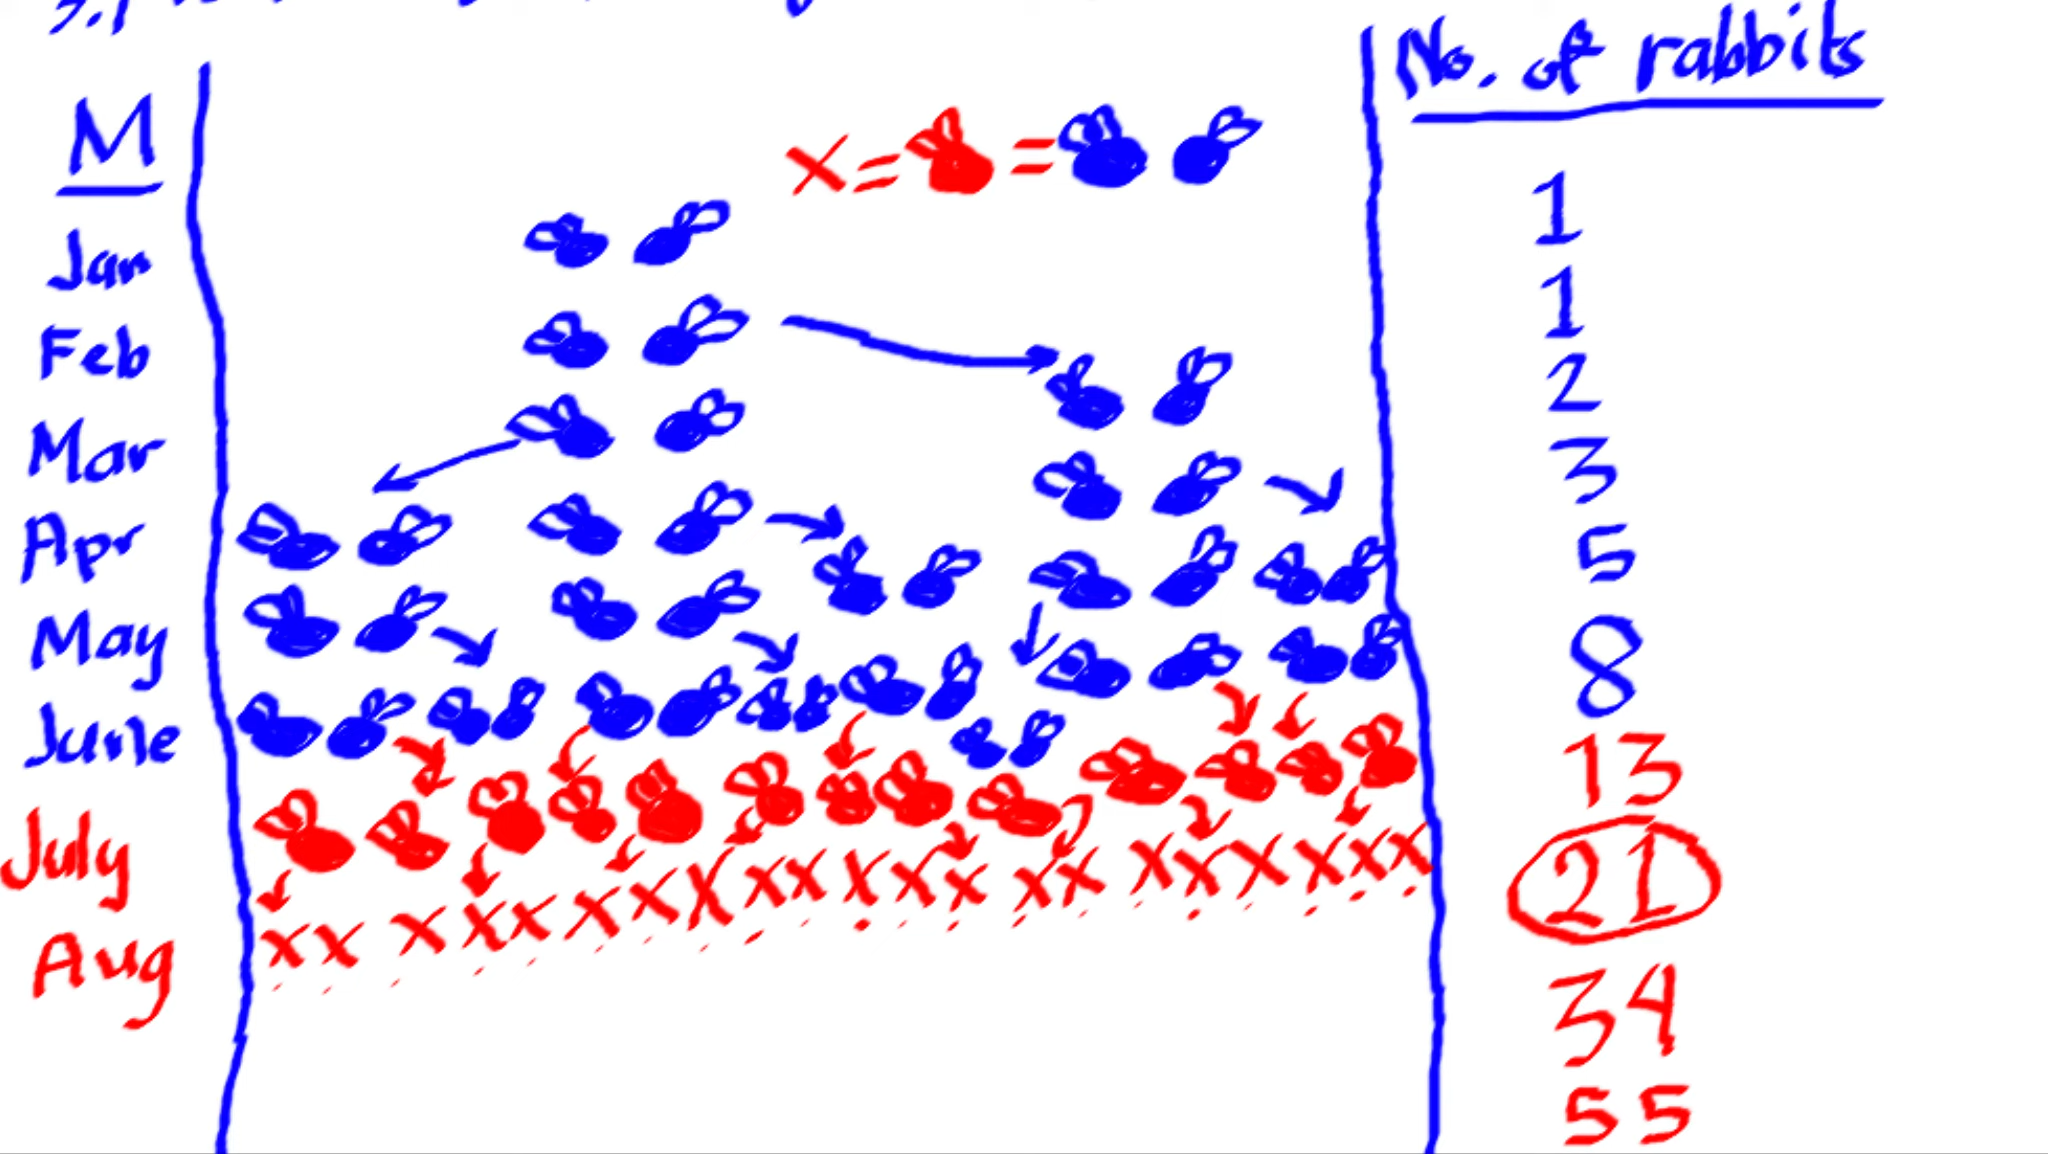 M
No. of rabbits
X = =
Jan 1
Feb 1
Mar 2
Apr 3
May 5
June 8
July 13
Aug 21
34
55
X X X X X X X X X X X X X X X X X X X X X